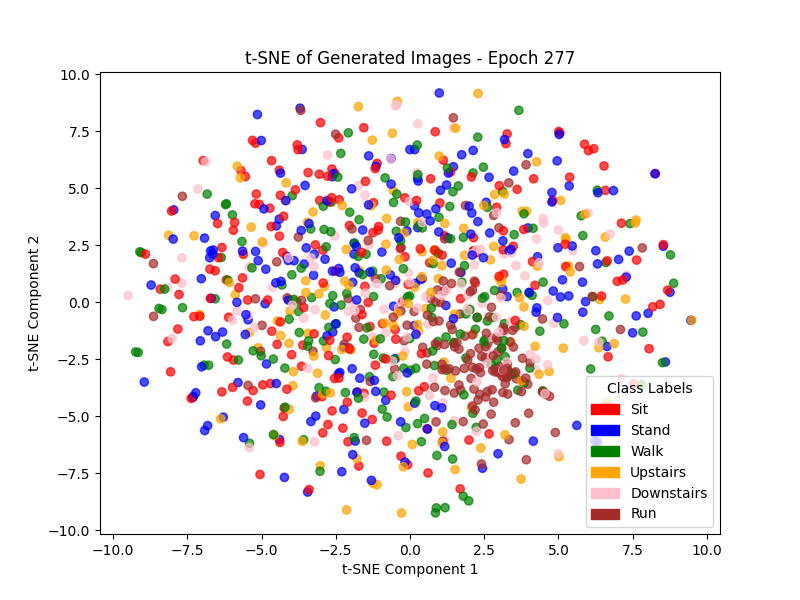 t-SNE of Generated Images - Epoch 277
10.0
7.5
5.0
2.5
0.0
−2.5
−5.0
−7.5
−10.0
t-SNE Component 2
−10.0 −7.5 −5.0 −2.5 0.0 2.5 5.0 7.5 10.0
t-SNE Component 1
Class Labels
Sit
Stand
Walk
Upstairs
Downstairs
Run